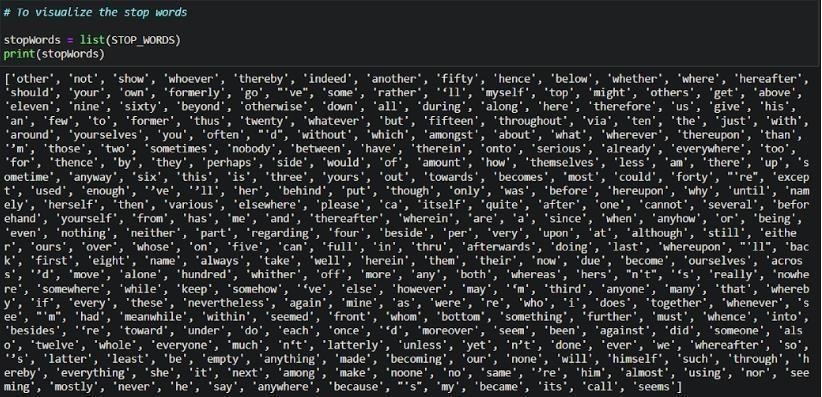 # To visualize the stop words
stopWords = list(STOP_WORDS)
print(stopWords)
['other', 'not', 'show', 'whoever', 'thereby', 'indeed', 'another', 'fifty', 'hence', 'below', 'whether', 'where', 'hereafter',
'should', 'your', 'own', 'formerly', 'go', "'ve", 'some', 'rather', '‘ll', 'myself', 'top', 'might', 'others', 'get', 'above',
'eleven', 'nine', 'sixty', 'beyond', 'otherwise', 'down', 'all', 'during', 'along', 'here', 'therefore', 'us', 'give', 'his',
'an', 'few', 'to', 'former', 'thus', 'twenty', 'whatever', 'but', 'fifteen', 'throughout', 'via', 'ten', 'the', 'just', 'with',
'around', 'yourselves', 'you', 'often', "'d", 'without', 'which', 'amongst', 'about', 'what', 'wherever', 'thereupon', 'than',
'’m', 'those', 'two', 'sometimes', 'nobody', 'between', 'have', 'therein', 'onto', 'serious', 'already', 'everywhere', 'too',
'for', 'thence', 'by', 'they', 'perhaps', 'side', 'would', 'of', 'amount', 'how', 'themselves', 'less', 'am', 'there', 'up', 's
ometime', 'anyway', 'six', 'this', 'is', 'three', 'yours', 'out', 'towards', 'becomes', 'most', 'could', 'forty', "'re", 'excep
t', 'used', 'enough', '’ve', '’ll', 'her', 'behind', 'put', 'though', 'only', 'was', 'before', 'hereupon', 'why', 'until', 'nam
ely', 'herself', 'then', 'various', 'elsewhere', 'please', 'ca', 'itself', 'quite', 'after', 'one', 'cannot', 'several', 'befor
ehand', 'yourself', 'from', 'has', 'me', 'and', 'thereafter', 'wherein', 'are', 'a', 'since', 'when', 'anyhow', 'or', 'being',
'even', 'nothing', 'neither', 'part', 'regarding', 'four', 'beside', 'per', 'very', 'upon', 'at', 'although', 'still', 'eithe
r', 'ours', 'over', 'whose', 'on', 'five', 'can', 'full', 'in', 'thru', 'afterwards', 'doing', 'last', 'whereupon', "'ll", 'bac
k', 'first', 'eight', 'name', 'always', 'take', 'well', 'herein', 'them', 'their', 'now', 'due', 'become', 'ourselves', 'acros
s', '’d', 'move', 'alone', 'hundred', 'whither', 'off', 'more', 'any', 'both', 'whereas', 'hers', "n't", '‘s', 'really', 'nowhe
re', 'somewhere', 'while', 'keep', 'somehow', '‘ve', 'else', 'however', 'may', '‘m', 'third', 'anyone', 'many', 'that', 'whereb
y', 'if', 'every', 'these', 'nevertheless', 'again', 'mine', 'as', 'were', 're', 'who', 'i', 'does', 'together', 'whenever', 's
ee', "'m", 'had', 'meanwhile', 'within', 'seemed', 'front', 'whom', 'bottom', 'something', 'further', 'must', 'whence', 'into',
'besides', '‘re', 'toward', 'under', 'do', 'each', 'once', '‘d', 'moreover', 'seem', 'been', 'against', 'did', 'someone', 'als
o', 'twelve', 'whole', 'everyone', 'much', 'n‘t', 'latterly', 'unless', 'yet', 'n’t', 'done', 'ever', 'we', 'whereafter', 'so',
'’s', 'latter', 'least', 'be', 'empty', 'anything', 'made', 'becoming', 'our', 'none', 'will', 'himself', 'such', 'through', 'h
ereby', 'everything', 'she', 'it', 'next', 'among', 'make', 'noone', 'no', 'same', '’re', 'him', 'almost', 'using', 'nor', 'see
ming', 'mostly', 'never', 'he', 'say', 'anywhere', 'because', "'s", 'my', 'became', 'its', 'call', 'seems']